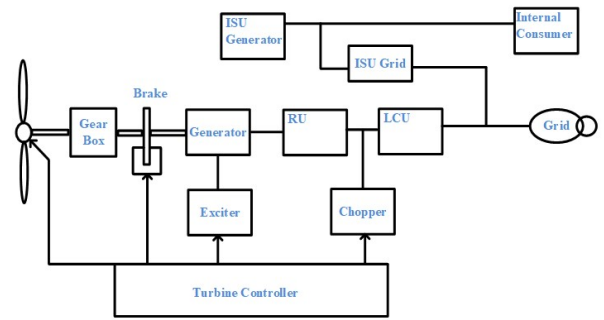 ISU
Generator
Internal
Consumer
ISU Grid
Brake
Gear
Box
Generator
RU
LCU
Grid
Exciter
Chopper
Turbine Controller